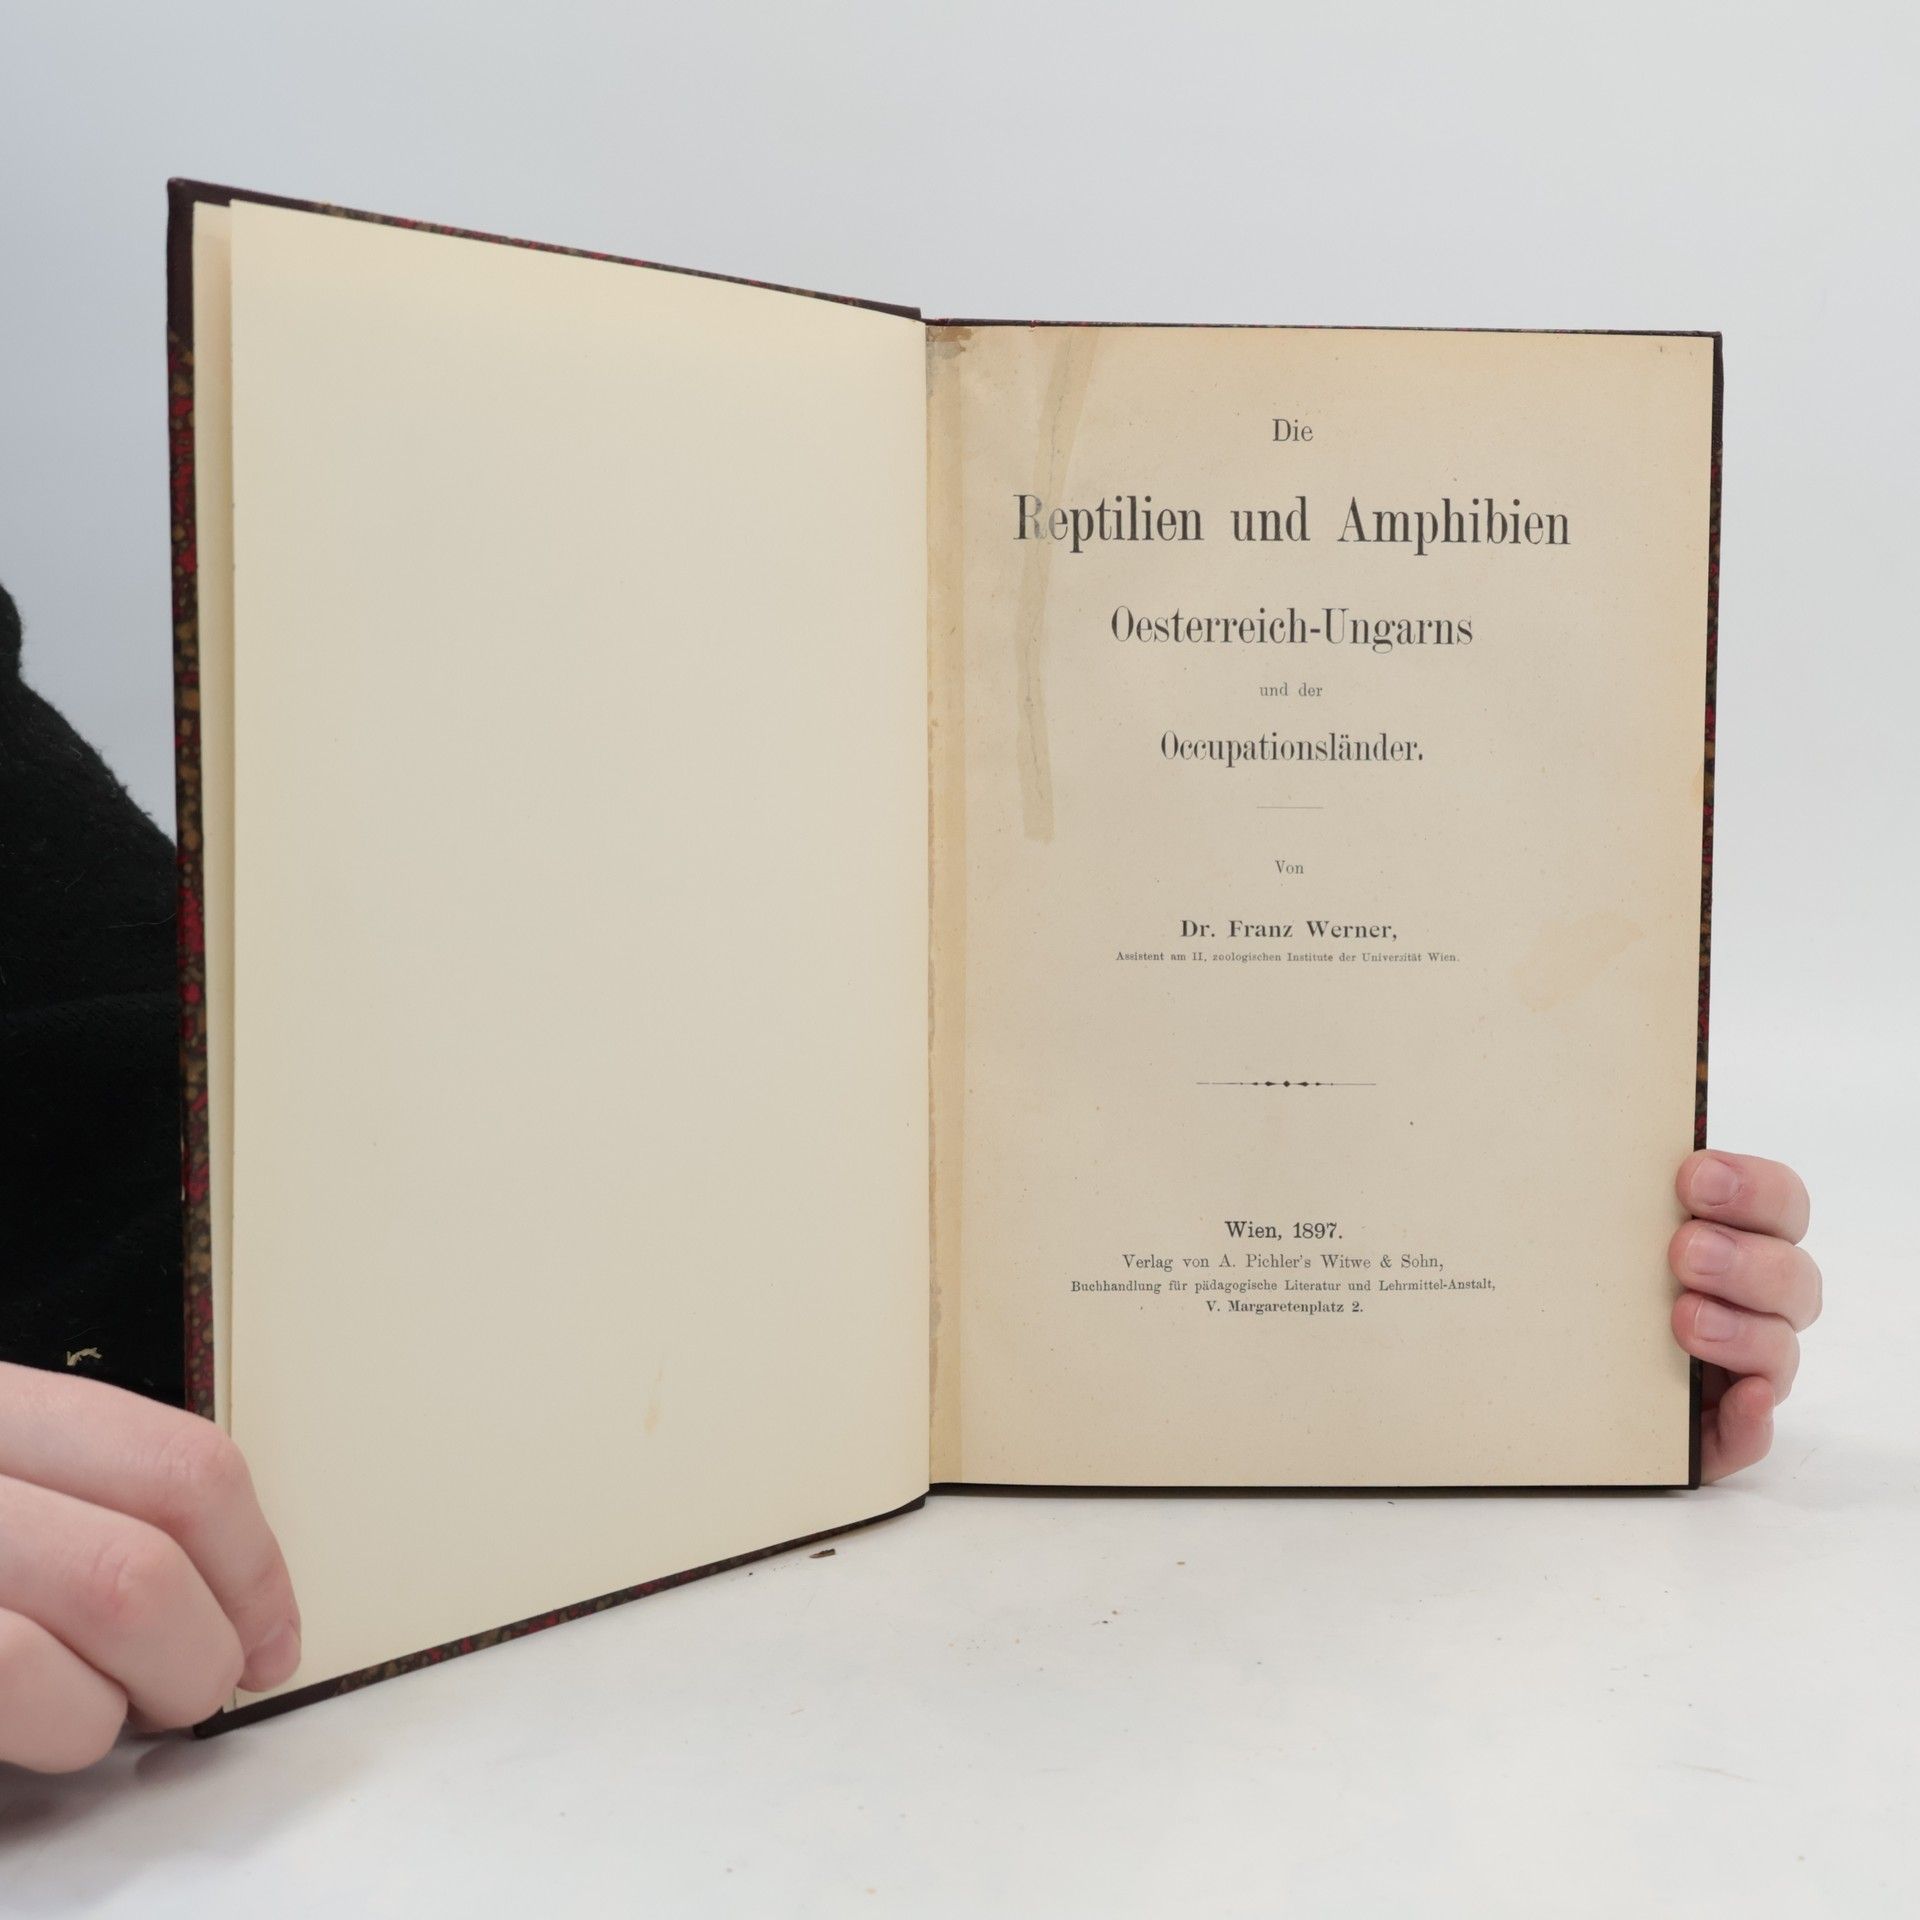 Die
Reptilien und Amphibien
Oesterreich-Ungarns
und der
Occupationsländer.
Von
Dr. Franz Werner,
Assistent am II. zoologischen Institute der Universität Wien.
Wien, 1897.
Verlag von A. Pichler's Witwe & Sohn,
Buchhandlung für pädagogische Literatur und Lehrmittel-Anstalt,
V. Margaretenplatz 2.